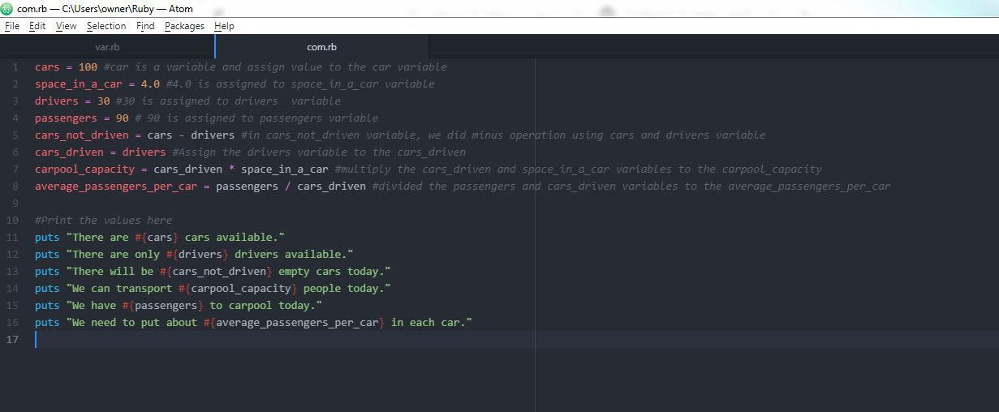 com.rb — C:\Users\owner\Ruby — Atom
File Edit View Selection Find Packages Help
var.rb com.rb
1 cars = 100 #car is a variable and assign value to the car variable
2 space_in_a_car = 4.0 #4.0 is assigned to space_in_a_car variable
3 drivers = 30 #30 is assigned to drivers  variable
4 passengers = 90 # 90 is assigned to passengers variable
5 cars_not_driven = cars - drivers #in cars_not_driven variable, we did minus operation using cars and drivers variable
6 cars_driven = drivers #Assign the drivers variable to the cars_driven
7 carpool_capacity = cars_driven * space_in_a_car #multiply the cars_driven and space_in_a_car variables to the carpool_capacity
8 average_passengers_per_car = passengers / cars_driven #divided the passengers and cars_driven variables to the average_passengers_per_car
9
10 #Print the values here
11 puts "There are #{cars} cars available."
12 puts "There are only #{drivers} drivers available."
13 puts "There will be #{cars_not_driven} empty cars today."
14 puts "We can transport #{carpool_capacity} people today."
15 puts "We have #{passengers} to carpool today."
16 puts "We need to put about #{average_passengers_per_car} in each car."
17